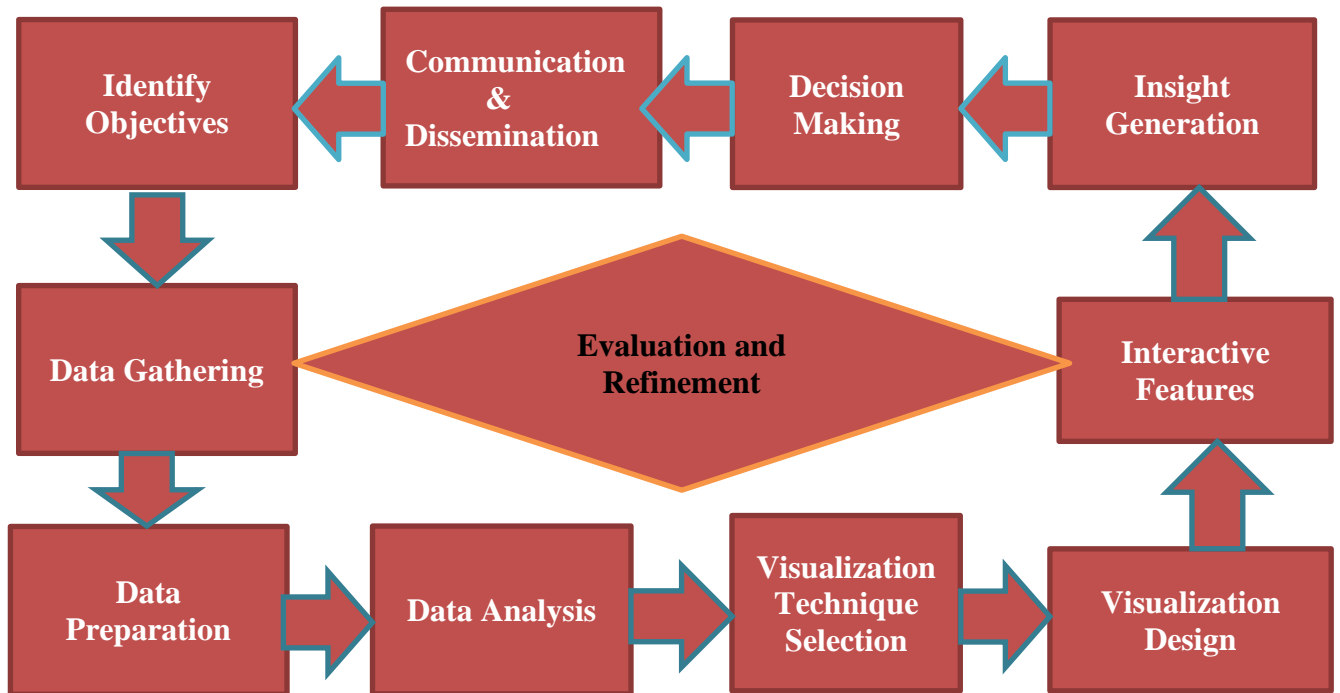 Identify
Objectives
Communication
&
Dissemination
Decision
Making
Insight
Generation
Data Gathering
Evaluation and
Refinement
Interactive
Features
Data
Preparation
Data Analysis
Visualization
Technique
Selection
Visualization
Design